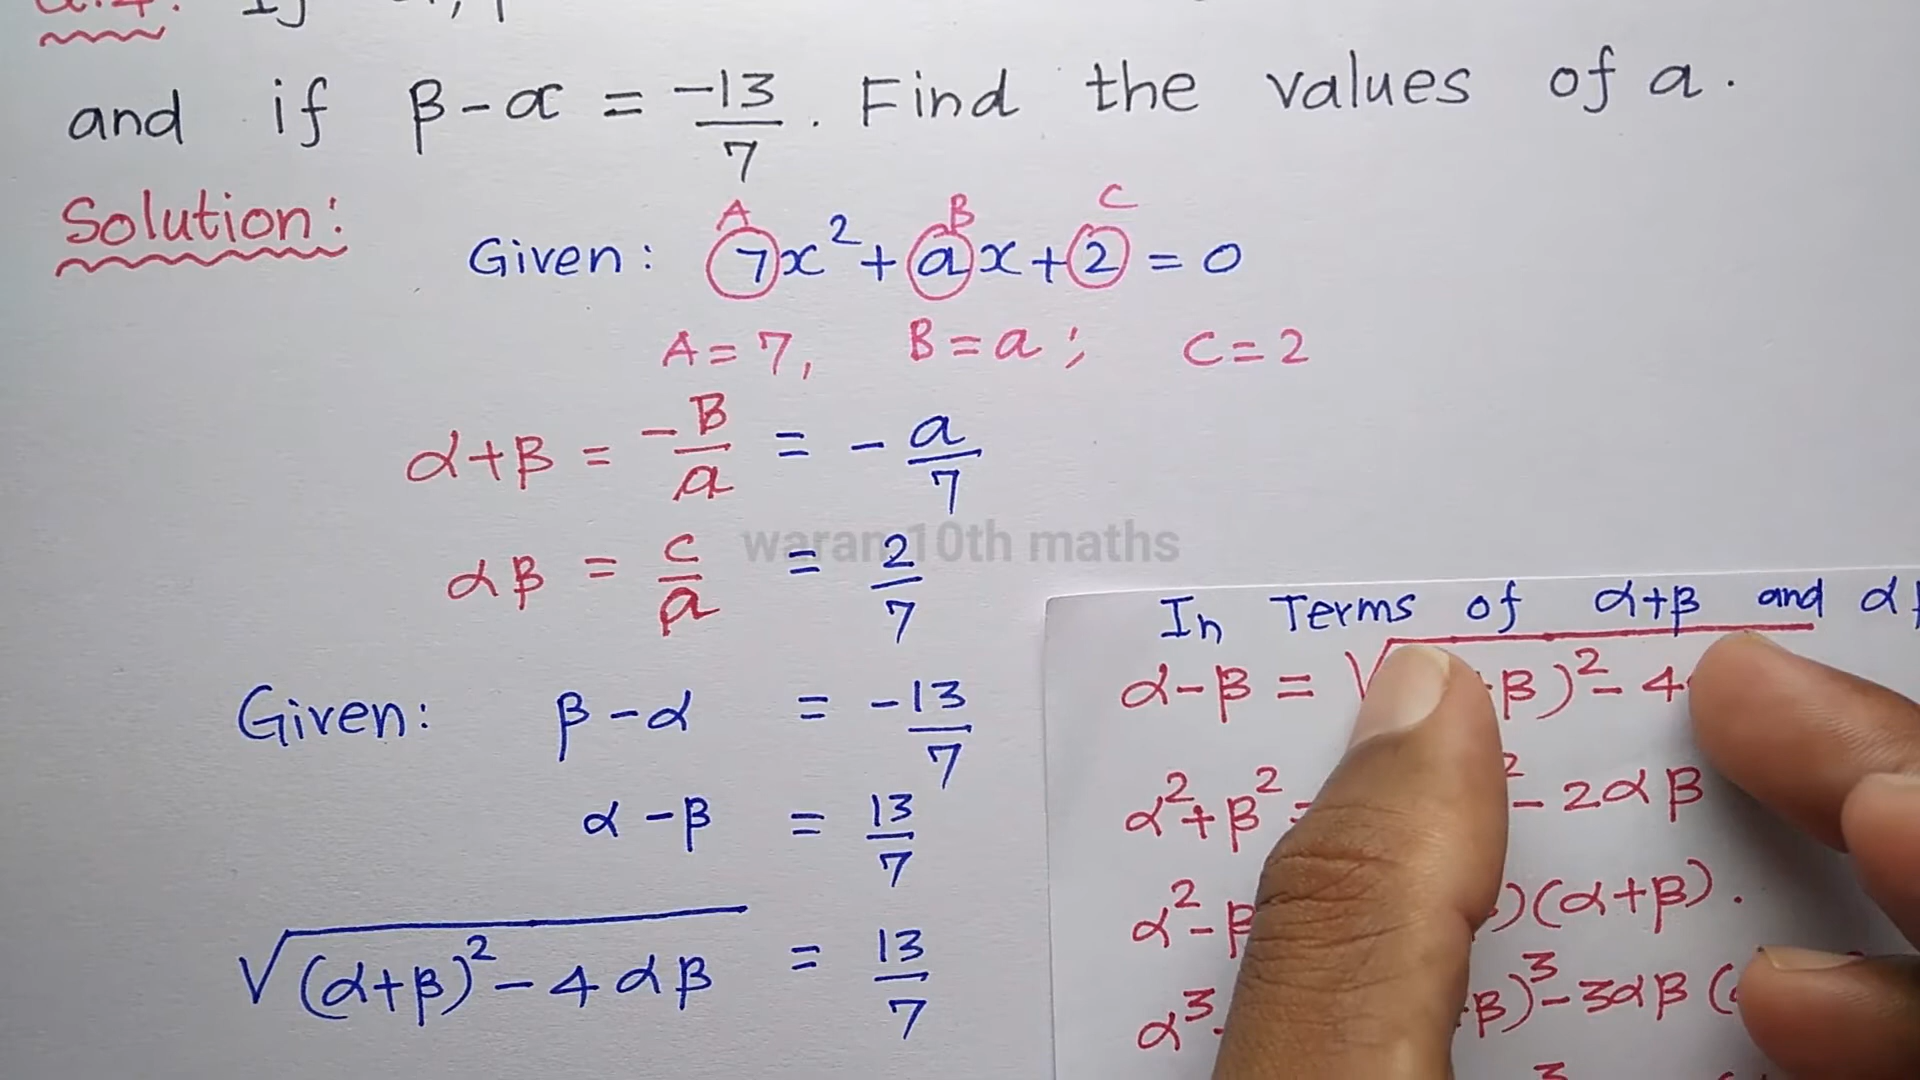 and if β-α = -13/7. Find the values of a.
Solution:
A B C
Given: 7x²+ax+2=0
A=7, B=a; C=2
α+β = -B/a = -a/7
αβ = C/a = 2/7
waram 10th maths
Given: β-α = -13/7
α-β = 13/7
√(α+β)²-4αβ = 13/7
In Terms of α+β and
α-β = √ β)²-4
α²+β² = ²-2αβ
α²-β )(α+β).
α³- β)³-3αβ(